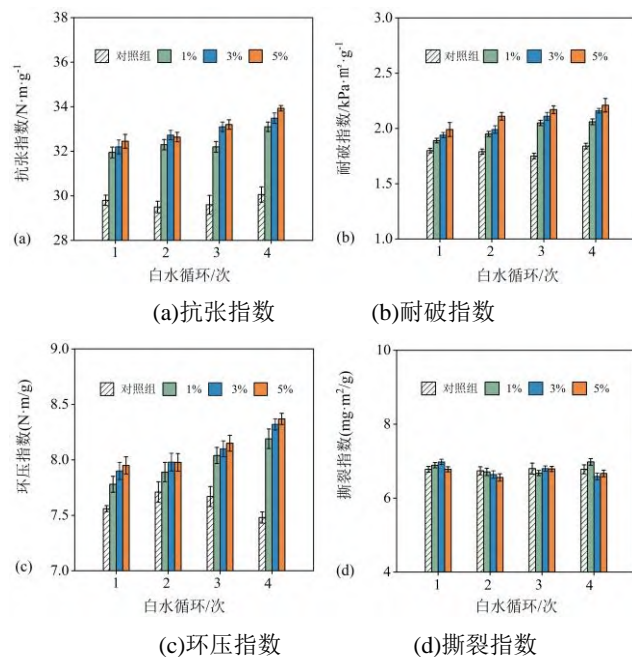 38
36
34
32
30
28
抗张指数/N·m·g⁻¹
对照组 1% 3% 5%
(a)
1 2 3 4
白水循环/次
3.0
2.6
2.2
1.8
1.4
1.0
耐破指数/kPa·m²·g⁻¹
对照组 1% 3% 5%
(b)
1 2 3 4
白水循环/次
(a)抗张指数 (b)耐破指数
9.0
8.5
8.0
7.5
7.0
环压指数(N·m/g)
对照组 1% 3% 5%
(c)
1 2 3 4
白水循环/次
10
8
6
4
撕裂指数(mg·m²/g)
对照组 1% 3% 5%
(d)
1 2 3 4
白水循环/次
(c)环压指数 (d)撕裂指数